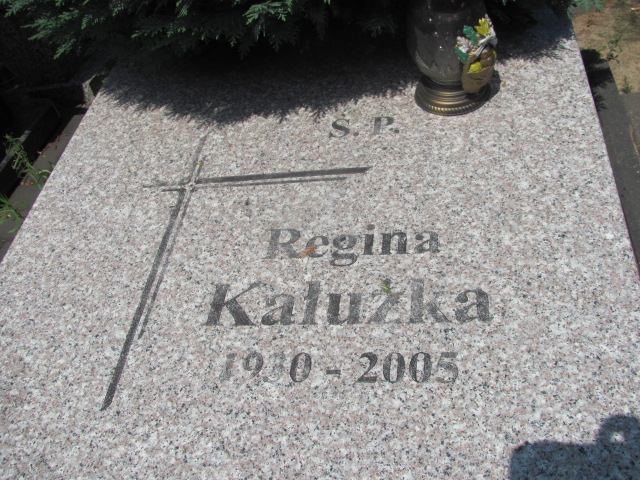 S. P.
Regina
Kałużka
1930 - 2005